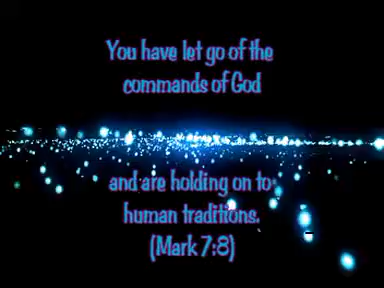 You have let go of the
commands of God
and are holding on to
human traditions.
(Mark 7:8)